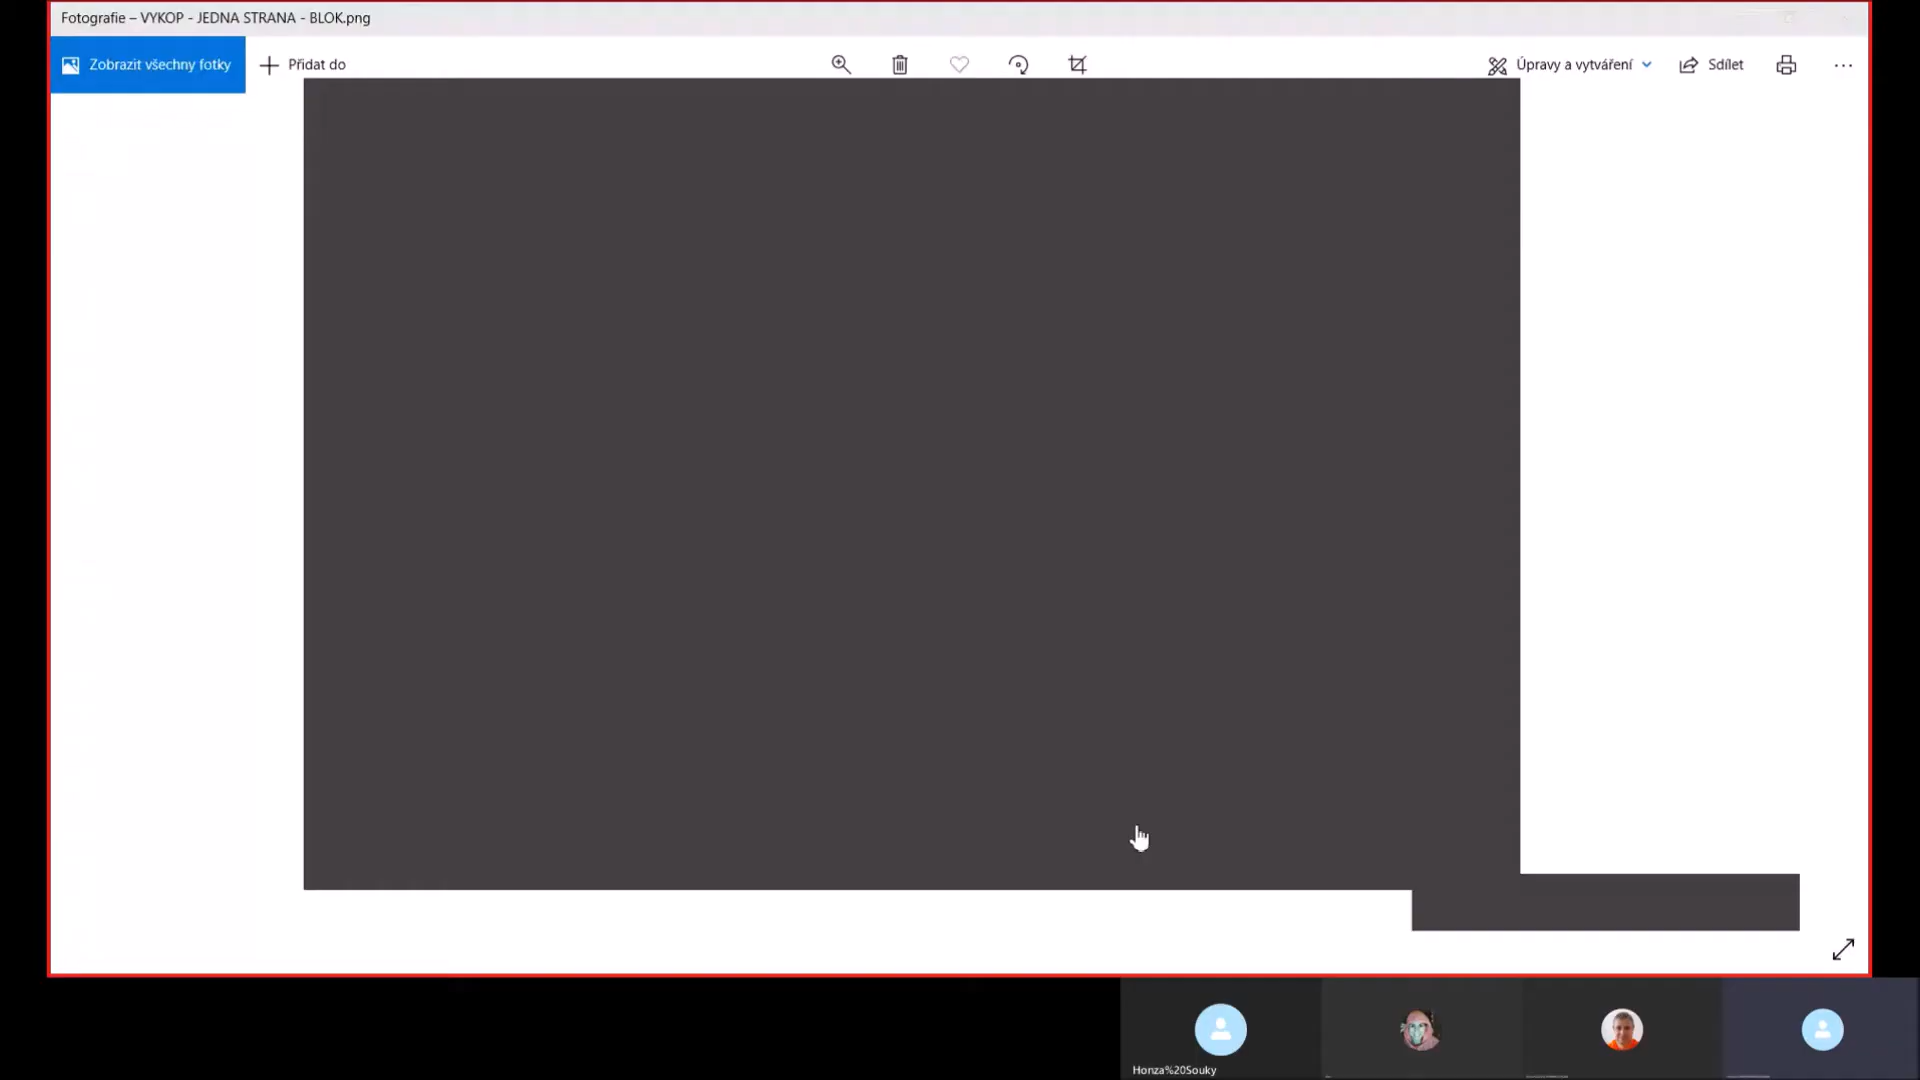 Fotografie – VYKOP - JEDNA STRANA - BLOK.png
Zobrazit všechny fotky
Přidat do
Úpravy a vytváření
Sdílet
Honza%20Souky